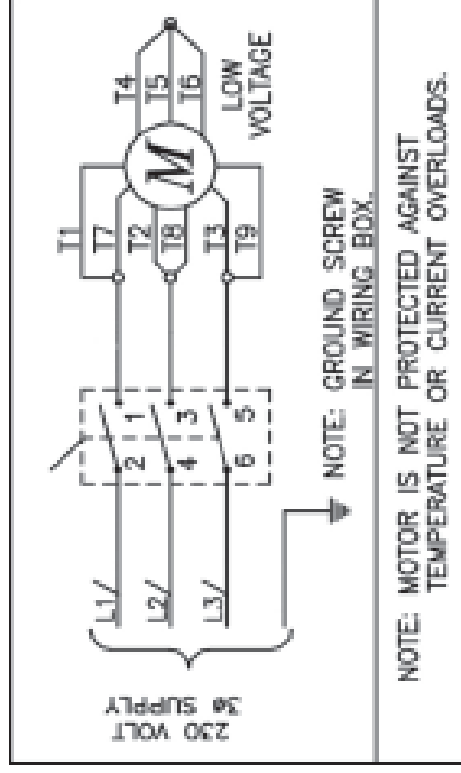 230 VOLT
3ø SUPPLY
L1
L2
L3
2
1
4
3
6
5
T1
T7
T2
T8
T3
T9
M
T4
T5
T6
LOW
VOLTAGE
NOTE: GROUND SCREW
IN WIRING BOX.
NOTE: MOTOR IS NOT PROTECTED AGAINST
TEMPERATURE OR CURRENT OVERLOADS.